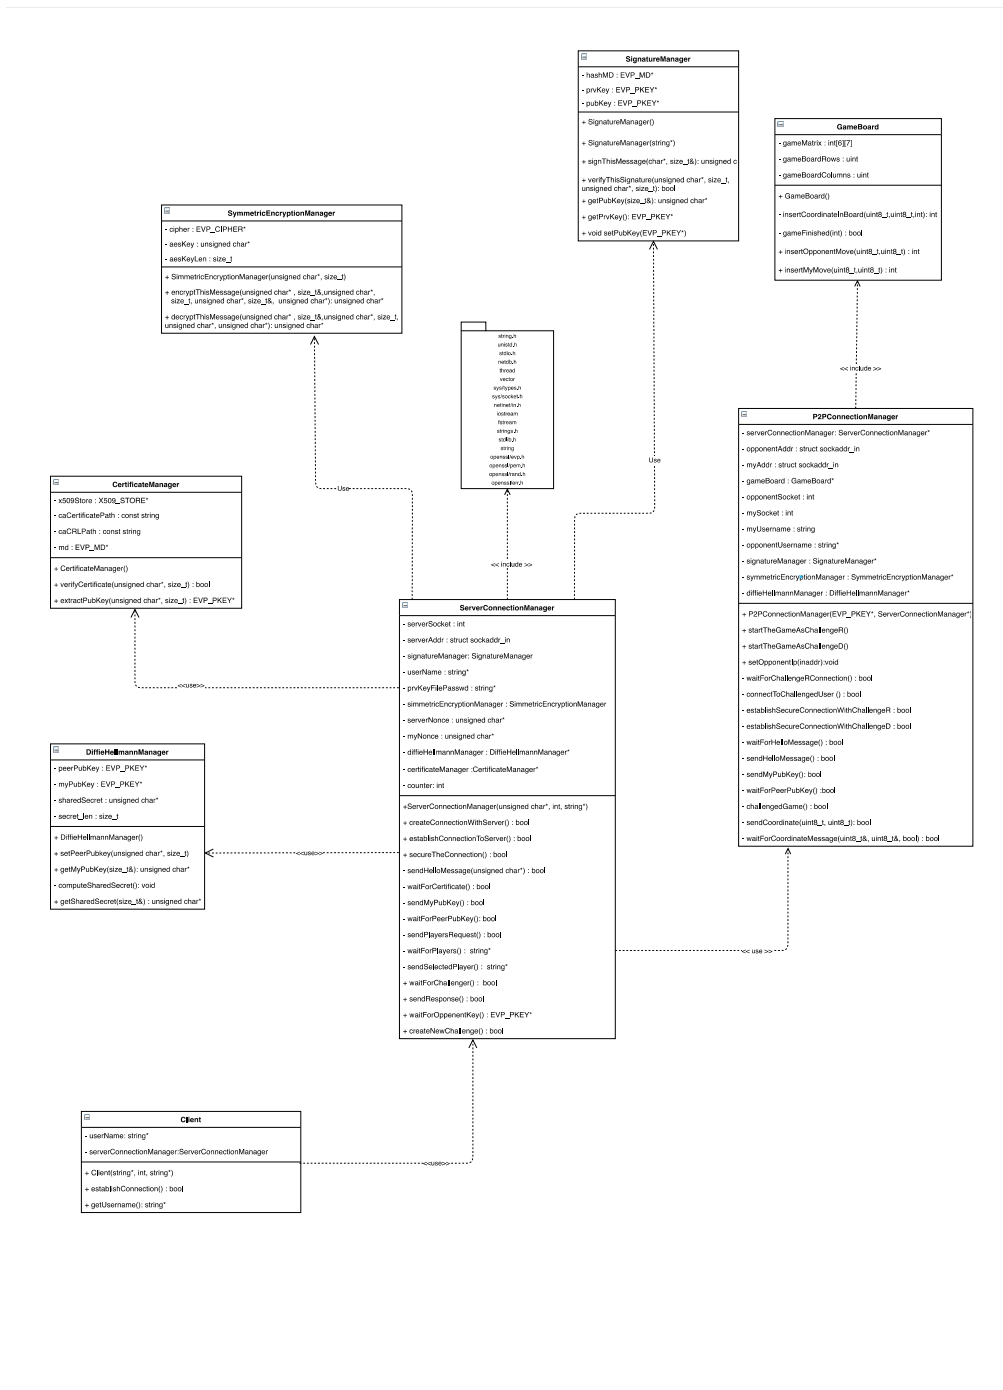 SignatureManager
- hashMD : EVP_MD*
- prvKey : EVP_PKEY*
- pubKey : EVP_PKEY*
+ SignatureManager()
+ SignatureManager(string*)
+ signThisMessage(char*, size_t&): unsigned c
+ verifyThisSignature(unsigned char*, size_t,
unsigned char*, size_t): bool
+ getPubKey(size_t&): unsigned char*
+ getPrvKey(): EVP_PKEY*
+ void setPubKey(EVP_PKEY*)
GameBoard
- gameMatrix : int[6][7]
- gameBoardRows : uint
- gameBoardColumns : uint
+ GameBoard()
- insertCoordinateInBoard(uint8_t,uint8_t,int): int
- gameFinished(int) : bool
+ insertOpponentMove(uint8_t,uint8_t) : int
+ insertMyMove(uint8_t,uint8_t) : int
SymmetricEncryptionManager
- cipher : EVP_CIPHER*
- aesKey : unsigned char*
- aesKeyLen : size_t
+ SimmetricEncryptionManager(unsigned char*, size_t)
+ encryptThisMessage(unsigned char* , size_t&,unsigned char*,
size_t, unsigned char*, size_t&, unsigned char*): unsigned char*
+ decryptThisMessage(unsigned char* , size_t&,unsigned char*, size_t,
unsigned char*, unsigned char*): unsigned char*
string.h
unistd.h
stdio.h
netdb.h
thread
vector
sys/types.h
sys/socket.h
netinet/in.h
iostream
fstream
strings.h
stdlib.h
string
openssl/evp.h
openssl/pem.h
openssl/rand.h
openssl/err.h
<< include >>
P2PConnectionManager
- serverConnectionManager: ServerConnectionManager*
- opponentAddr : struct sockaddr_in
- myAddr : struct sockaddr_in
- gameBoard : GameBoard*
- opponentSocket : int
- mySocket : int
- myUsername : string
- opponentUsername : string*
- signatureManager : SignatureManager*
- symmetricEncryptionManager : SymmetricEncryptionManager*
- diffieHellmannManager : DiffieHellmannManager*
+ P2PConnectionManager(EVP_PKEY*, ServerConnectionManager*)
+ startTheGameAsChallengeR()
+ startTheGameAsChallengeD()
+ setOpponentIp(inaddr):void
- waitForChallengeRConnection() : bool
- connectToChallengedUser () : bool
- establishSecureConnectionWithChallengeR : bool
- establishSecureConnectionWithChallengeD : bool
- waitForHelloMessage() : bool
- sendHelloMessage() : bool
- sendMyPubKey() : bool
- waitForPeerPubKey() :bool
- challengedGame() : bool
- sendCoordinate(uint8_t, uint8_t): bool
- waitForCoordinateMessage(uint8_t&, uint8_t&, bool) : bool
Use
Use
CertificateManager
- x509Store : X509_STORE*
- caCertificatePath : const string
- caCRLPath : const string
- md : EVP_MD*
+ CertificateManager()
+ verifyCertificate(unsigned char*, size_t) : bool
+ extractPubKey(unsigned char*, size_t) : EVP_PKEY*
<< include >>
ServerConnectionManager
- serverSocket : int
- serverAddr : struct sockaddr_in
- signatureManager: SignatureManager
- userName : string*
- prvKeyFilePasswd : string*
- simmetricEncryptionManager : SimmetricEncryptionManager
- serverNonce : unsigned char*
- myNonce : unsigned char*
- diffieHellmannManager : DiffieHellmannManager*
- certificateManager :CertificateManager*
- counter: int
+ServerConnectionManager(unsigned char*, int, string*)
+ createConnectionWithServer() : bool
+ establishConnectionToServer() : bool
+ secureTheConnection() : bool
- sendHelloMessage(unsigned char*) : bool
- waitForCertificate() : bool
- sendMyPubKey() : bool
- waitForPeerPubKey(): bool
- sendPlayersRequest() : bool
- waitForPlayers() : string*
- sendSelectedPlayer() : string*
+ waitForChallenger() : bool
- sendResponse() : bool
+ waitForOppenentKey() : EVP_PKEY*
+ createNewChallenge() : bool
<<use>>
DiffieHellmannManager
- peerPubKey : EVP_PKEY*
- myPubKey : EVP_PKEY*
- sharedSecret : unsigned char*
- secret_len : size_t
+ DiffieHellmannManager()
+ setPeerPubkey(unsigned char*, size_t)
+ getMyPubKey(size_t&): unsigned char*
- computeSharedSecret(): void
+ getSharedSecret(size_t&) : unsigned char*
<<use>>
<< use >>
Client
- userName: string*
- serverConnectionManager:ServerConnectionManager
+ Client(string*, int, string*)
+ establishConnection() : bool
+ getUsername(): string*
<<use>>